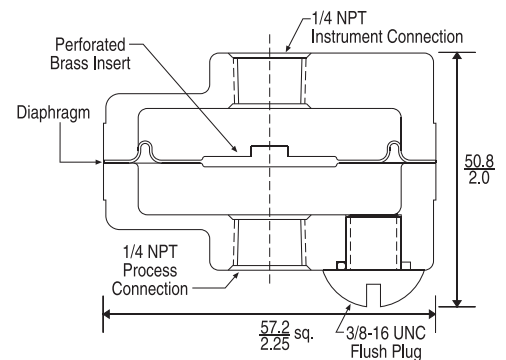 1/4 NPT
Instrument Connection
Perforated
Brass Insert
Diaphragm
50.8
2.0
1/4 NPT
Process
Connection
57.2
2.25
sq.
3/8-16 UNC
Flush Plug